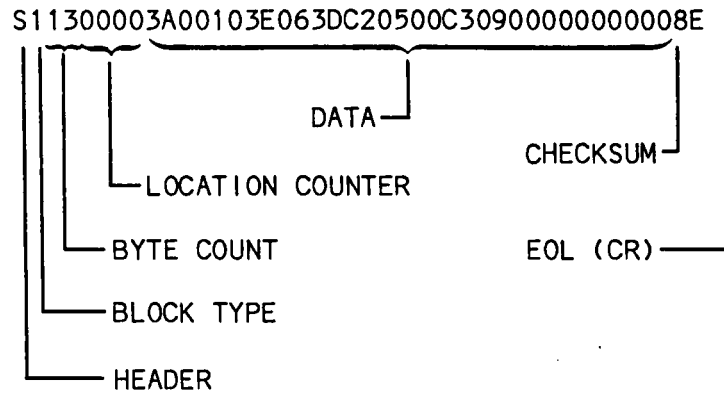 S11300003A00103E063DC20500C30900000000008E
DATA
CHECKSUM
LOCATION COUNTER
BYTE COUNT
EOL (CR)
BLOCK TYPE
HEADER